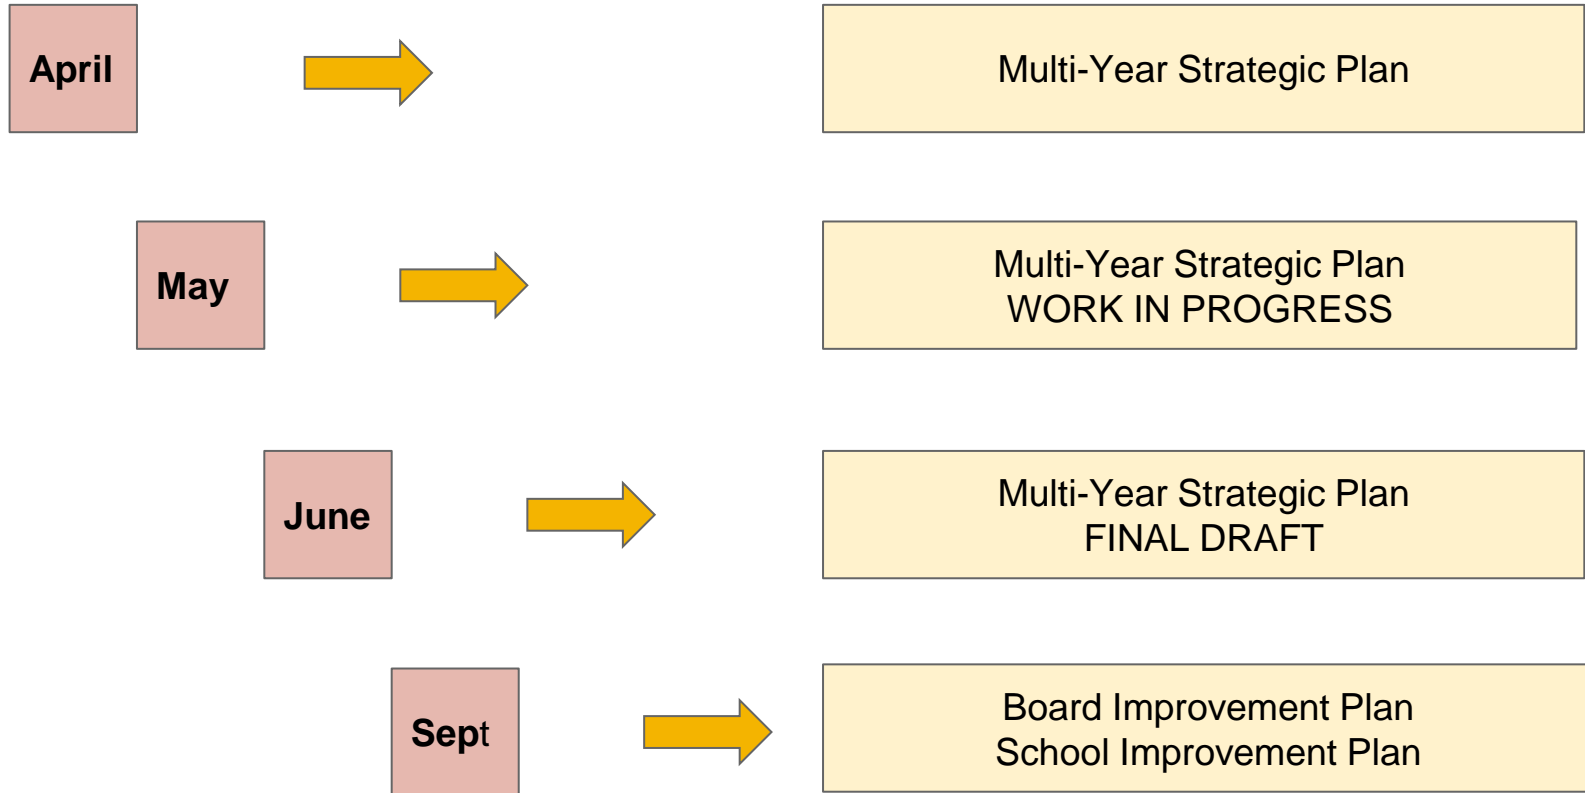 April
Multi-Year Strategic Plan
May
Multi-Year Strategic Plan
WORK IN PROGRESS
June
Multi-Year Strategic Plan
FINAL DRAFT
Sept
Board Improvement Plan
School Improvement Plan